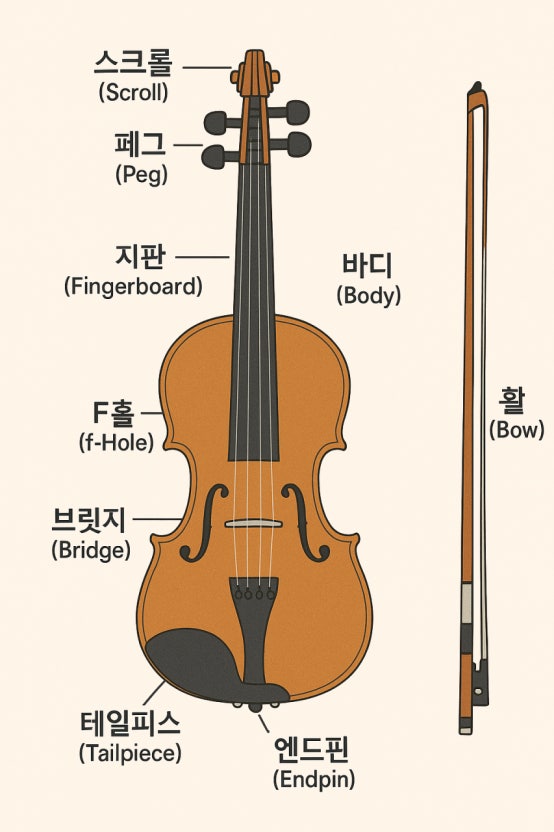 스크롤
(Scroll)
페그
(Peg)
지판
(Fingerboard)
바디
(Body)
F홀
(f-Hole)
활
(Bow)
브릿지
(Bridge)
테일피스
(Tailpiece)
엔드핀
(Endpin)